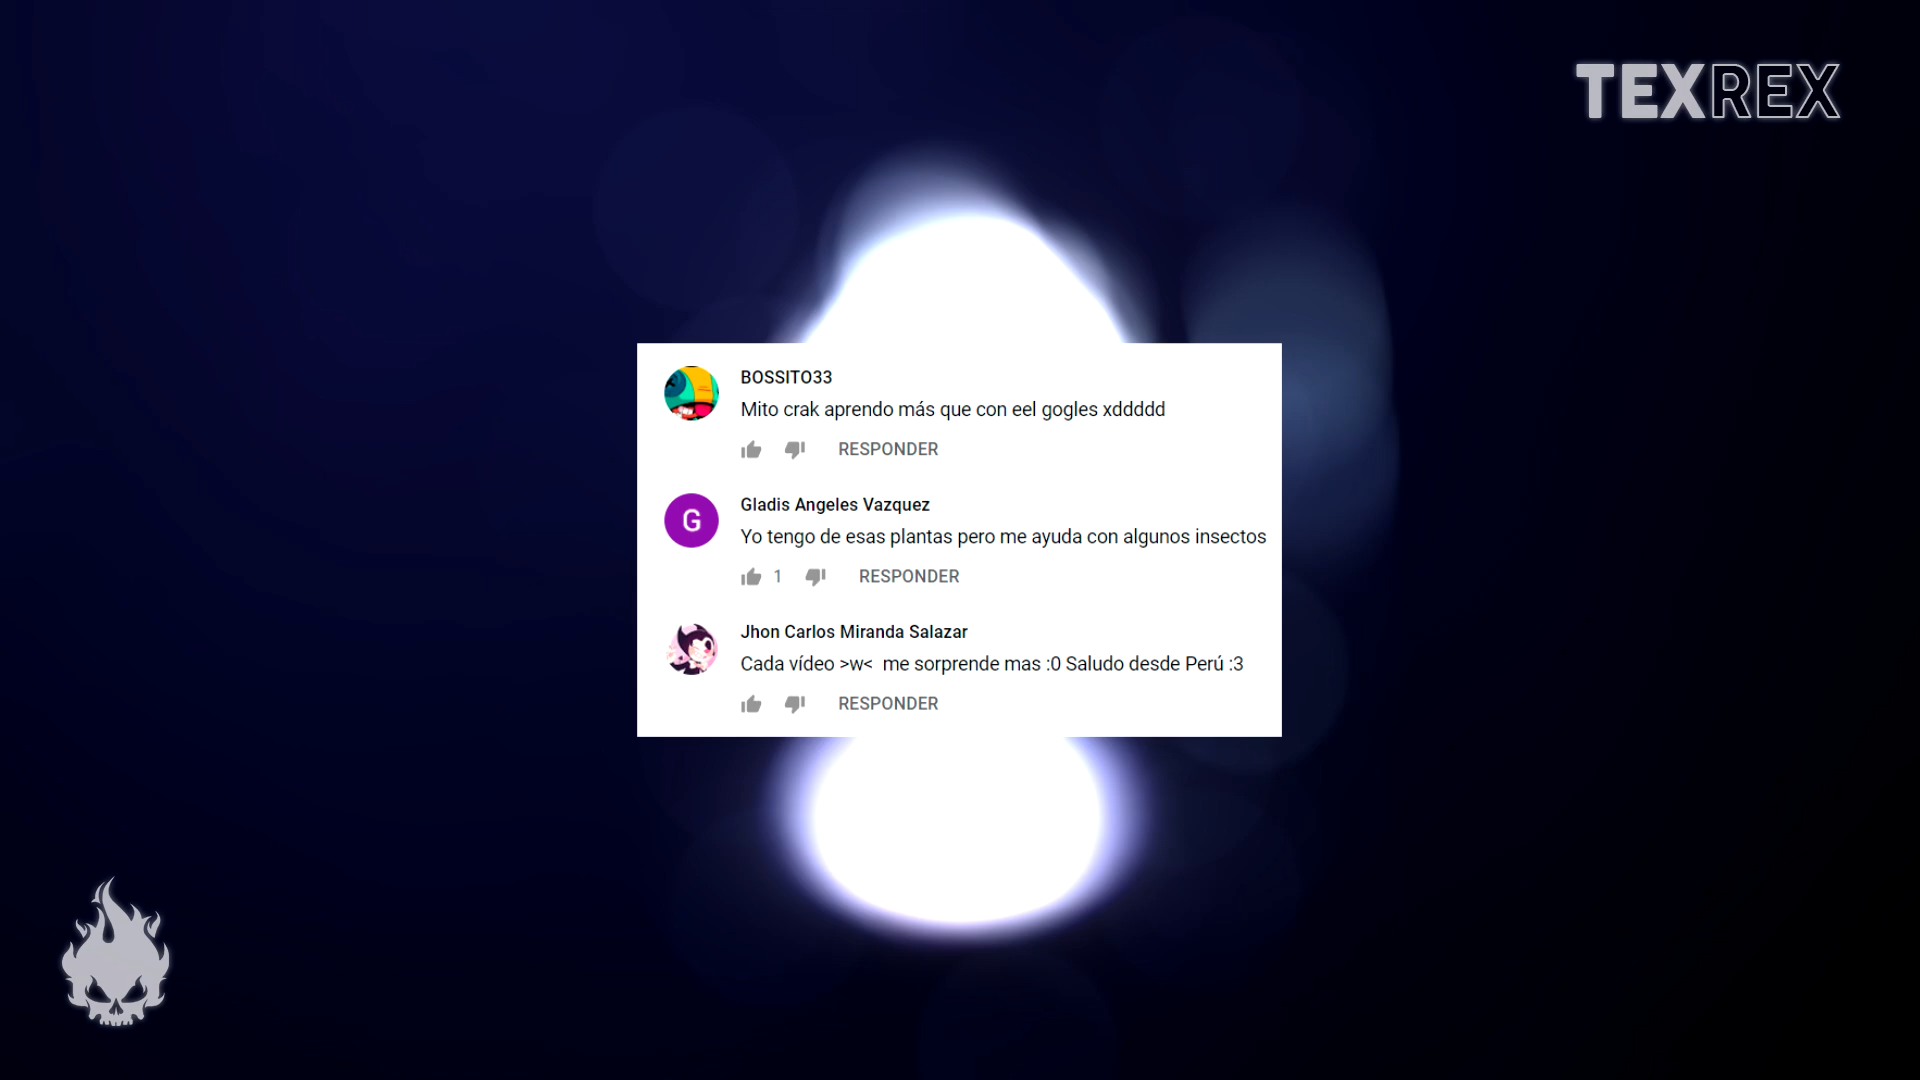 TEXREX
BOSSITO33
Mito crak aprendo más que con eel gogles xddddd
RESPONDER
G
Gladis Angeles Vazquez
Yo tengo de esas plantas pero me ayuda con algunos insectos
1
RESPONDER
Jhon Carlos Miranda Salazar
Cada vídeo >w<  me sorprende mas :0 Saludo desde Perú :3
RESPONDER